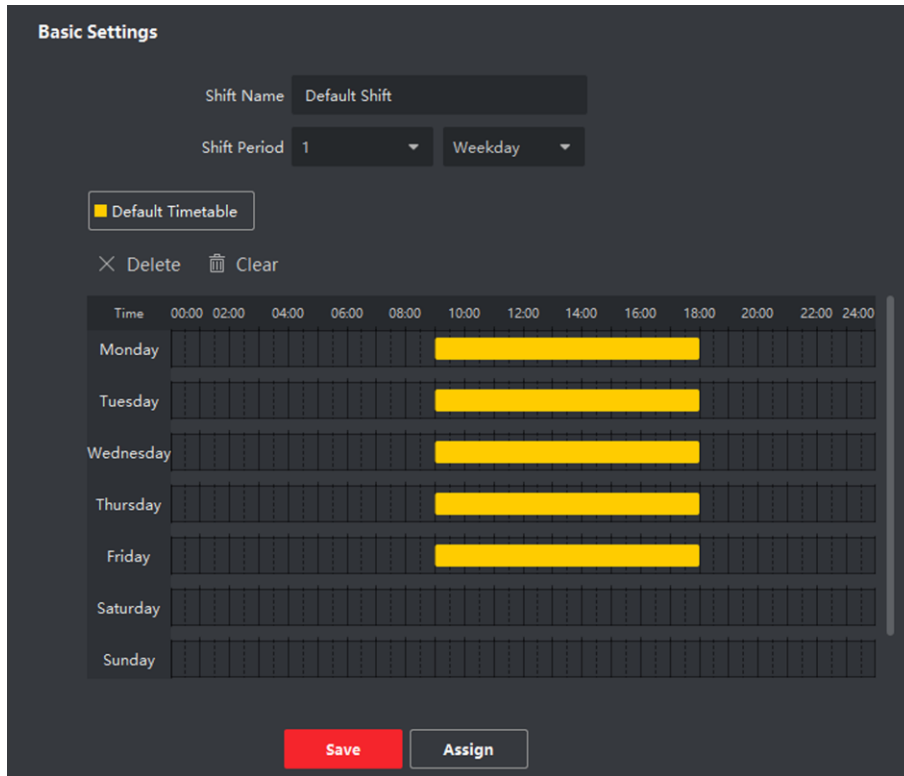 Basic Settings
Shift Name Default Shift
Shift Period 1 Weekday
Default Timetable
Delete Clear
Time 00:00 02:00 04:00 06:00 08:00 10:00 12:00 14:00 16:00 18:00 20:00 22:00 24:00
Monday
Tuesday
Wednesday
Thursday
Friday
Saturday
Sunday
Save Assign